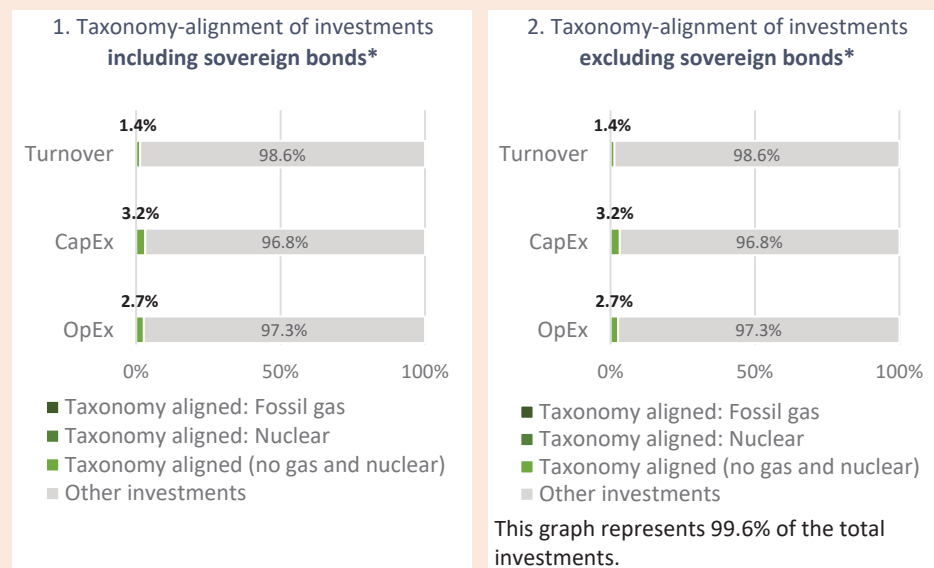 1. Taxonomy-alignment of investments
including sovereign bonds*
1.4%
Turnover 98.6%
3.2%
CapEx 96.8%
2.7%
OpEx 97.3%
0% 50% 100%
Taxonomy aligned: Fossil gas
Taxonomy aligned: Nuclear
Taxonomy aligned (no gas and nuclear)
Other investments
2. Taxonomy-alignment of investments
excluding sovereign bonds*
1.4%
Turnover 98.6%
3.2%
CapEx 96.8%
2.7%
OpEx 97.3%
0% 50% 100%
Taxonomy aligned: Fossil gas
Taxonomy aligned: Nuclear
Taxonomy aligned (no gas and nuclear)
Other investments
This graph represents 99.6% of the total
investments.